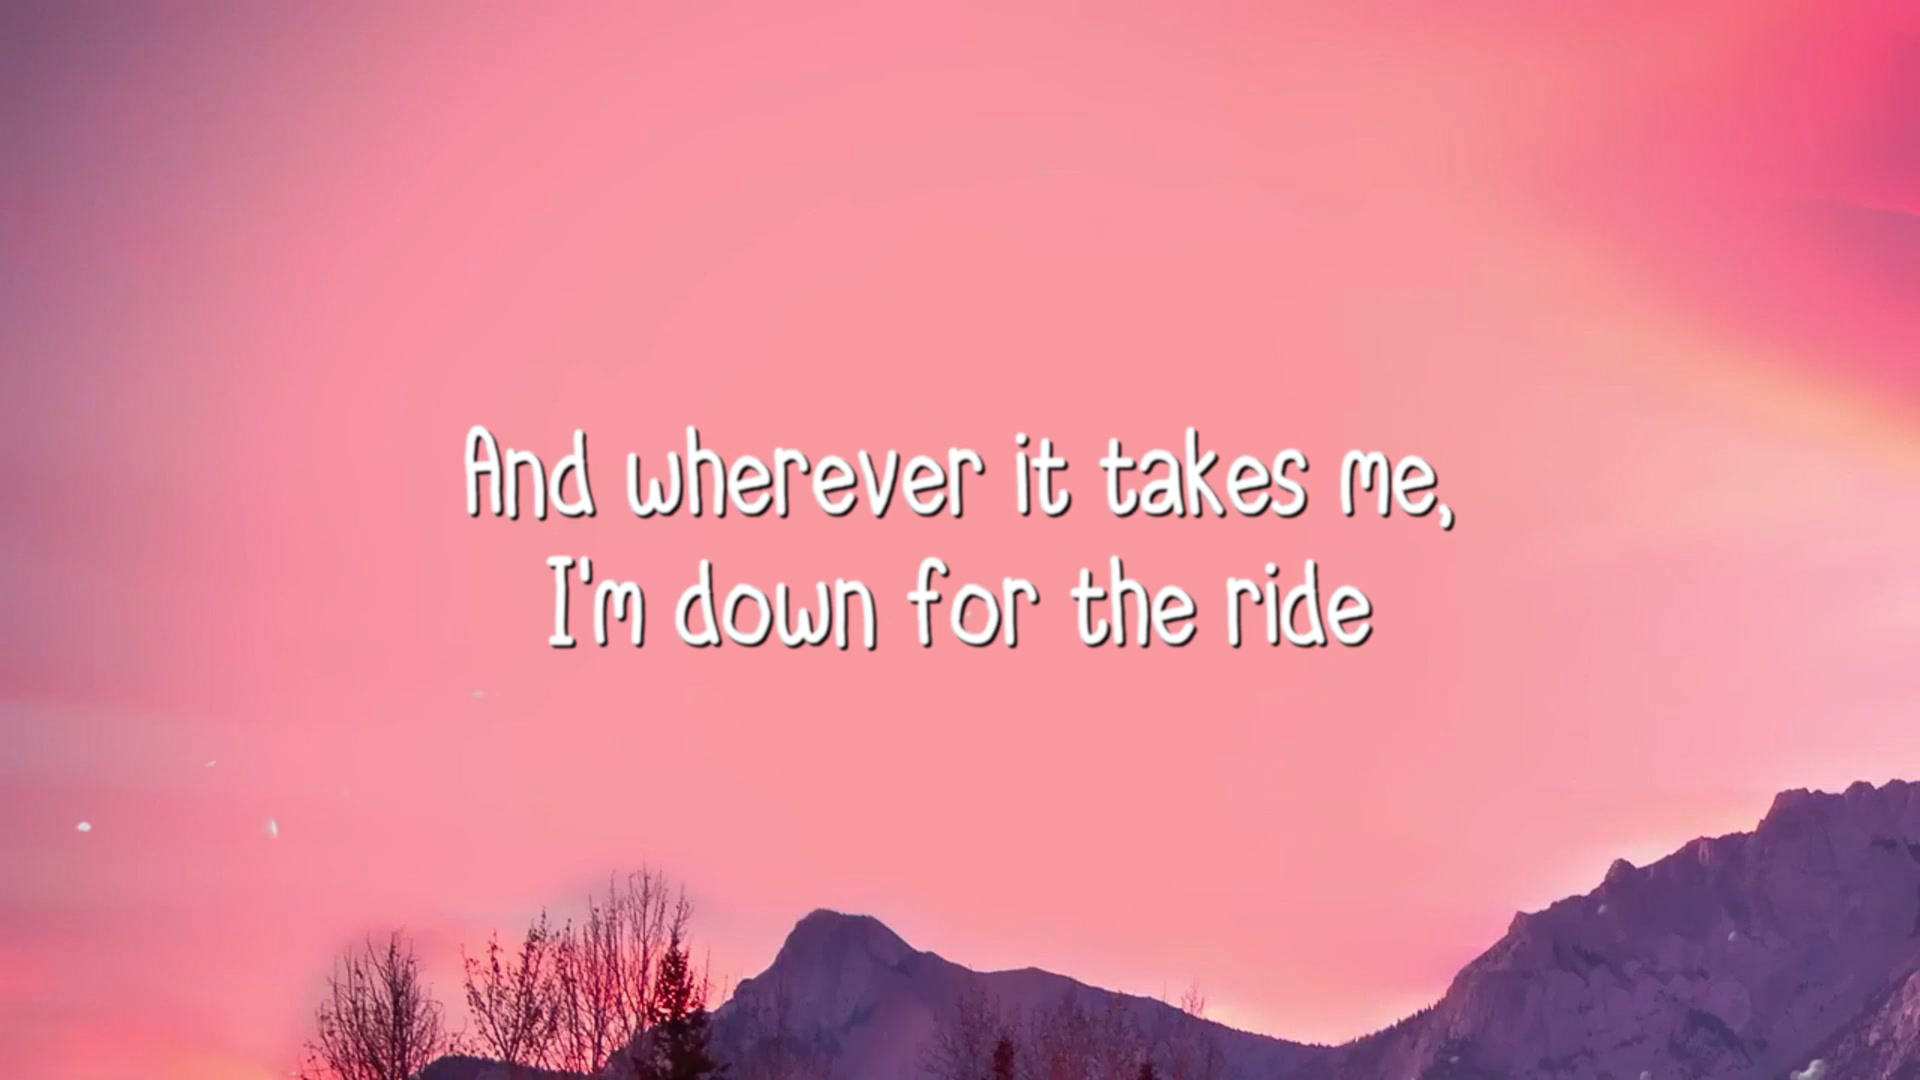 And wherever it takes me,
I'm down for the ride